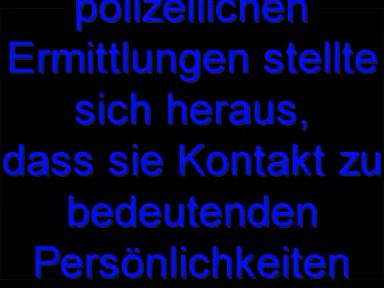 polizeilichen
Ermittlungen stellte
sich heraus,
dass sie Kontakt zu
bedeutenden
Persönlichkeiten